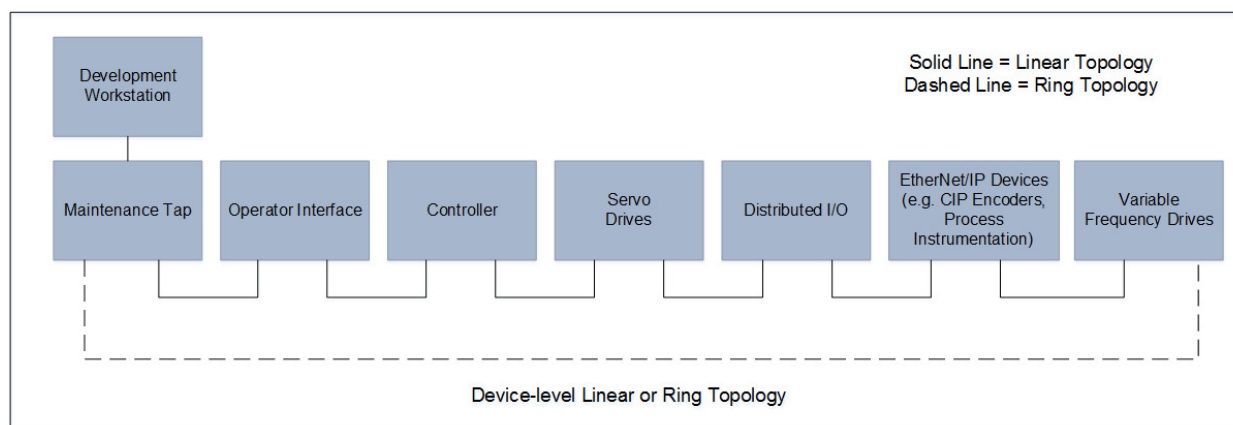 Development
Workstation
Solid Line = Linear Topology
Dashed Line = Ring Topology
Maintenance Tap
Operator Interface
Controller
Servo
Drives
Distributed I/O
EtherNet/IP Devices
(e.g. CIP Encoders,
Process
Instrumentation)
Variable
Frequency Drives
Device-level Linear or Ring Topology